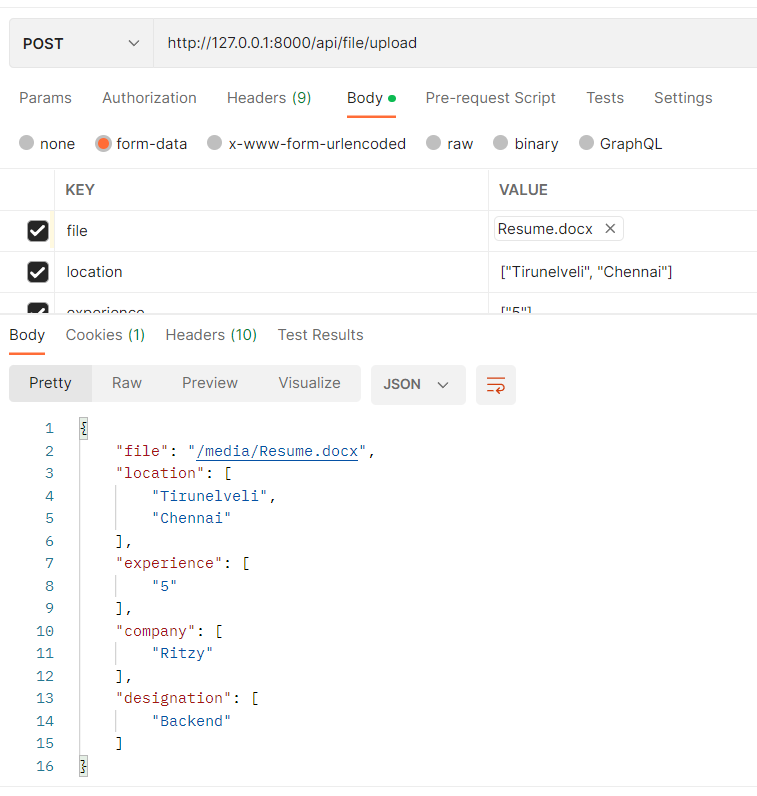 POST http://127.0.0.1:8000/api/file/upload
Params Authorization Headers (9) Body Pre-request Script Tests Settings
none form-data x-www-form-urlencoded raw binary GraphQL
KEY VALUE
file Resume.docx
location ["Tirunelveli", "Chennai"]
experience ["5"]
Body Cookies (1) Headers (10) Test Results
Pretty Raw Preview Visualize JSON
1 {
2 "file": "/media/Resume.docx",
3 "location": [
4 "Tirunelveli",
5 "Chennai"
6 ],
7 "experience": [
8 "5"
9 ],
10 "company": [
11 "Ritzy"
12 ],
13 "designation": [
14 "Backend"
15 ]
16 }